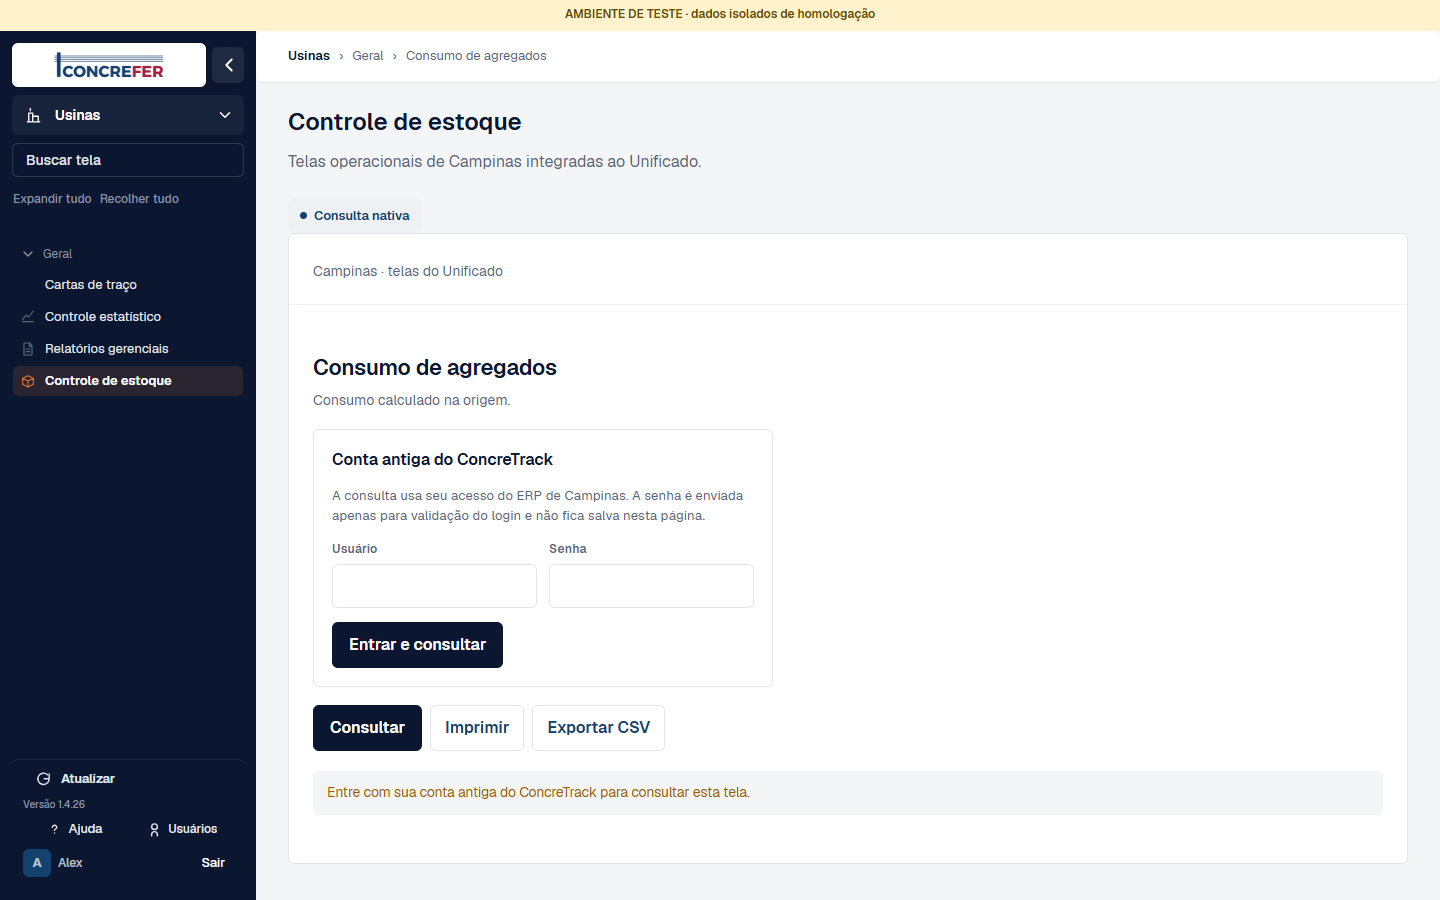 AMBIENTE DE TESTE · dados isolados de homologação
CONCREFER
Usinas
Buscar tela
Expandir tudo Recolher tudo
Geral
Cartas de traço
Controle estatístico
Relatórios gerenciais
Controle de estoque
Atualizar
Versão 1.4.26
? Ajuda Usuários
A Alex Sair
Usinas › Geral › Consumo de agregados
Controle de estoque
Telas operacionais de Campinas integradas ao Unificado.
Consulta nativa
Campinas · telas do Unificado
Consumo de agregados
Consumo calculado na origem.
Conta antiga do ConcreTrack
A consulta usa seu acesso do ERP de Campinas. A senha é enviada
apenas para validação do login e não fica salva nesta página.
Usuário Senha
Entrar e consultar
Consultar Imprimir Exportar CSV
Entre com sua conta antiga do ConcreTrack para consultar esta tela.